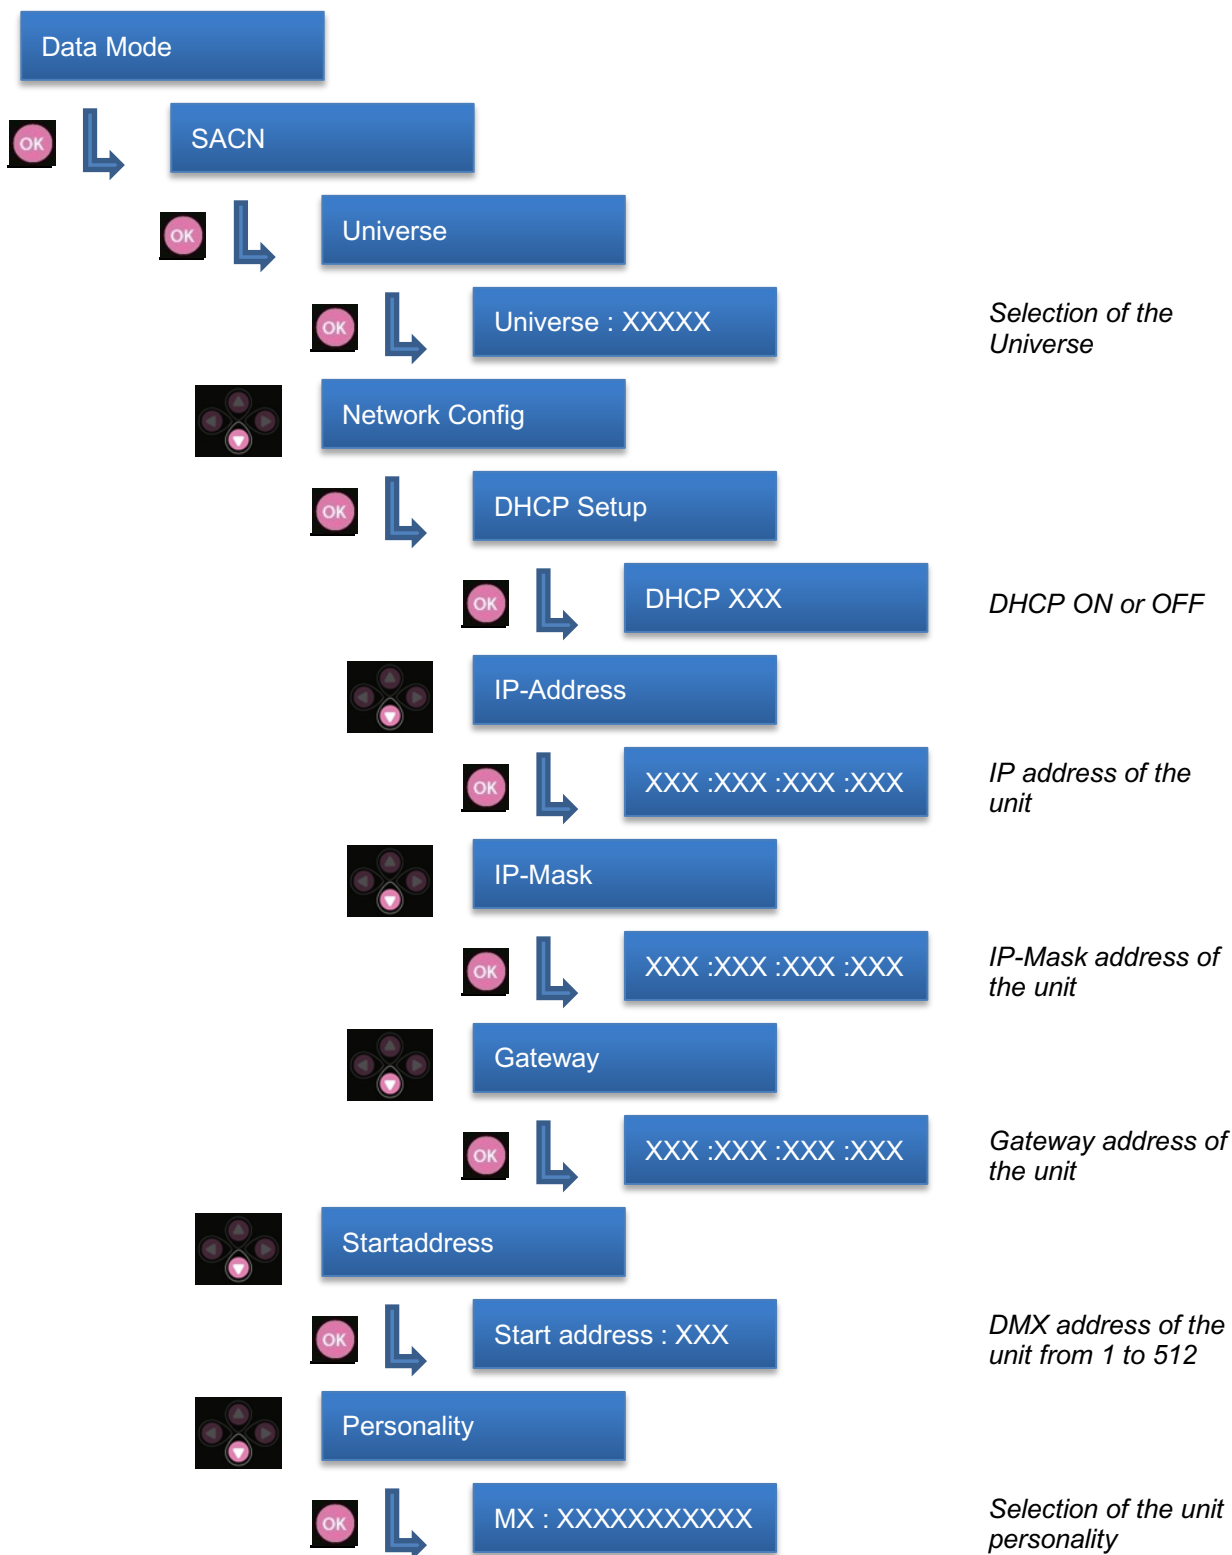 Data Mode
OK
SACN
OK
Universe
OK
Universe : XXXXX
Selection of the
Universe
Network Config
OK
DHCP Setup
OK
DHCP XXX
DHCP ON or OFF
IP-Address
OK
XXX :XXX :XXX :XXX
IP address of the
unit
IP-Mask
OK
XXX :XXX :XXX :XXX
IP-Mask address of
the unit
Gateway
OK
XXX :XXX :XXX :XXX
Gateway address of
the unit
Startaddress
OK
Start address : XXX
DMX address of the
unit from 1 to 512
Personality
OK
MX : XXXXXXXXXXX
Selection of the unit
personality